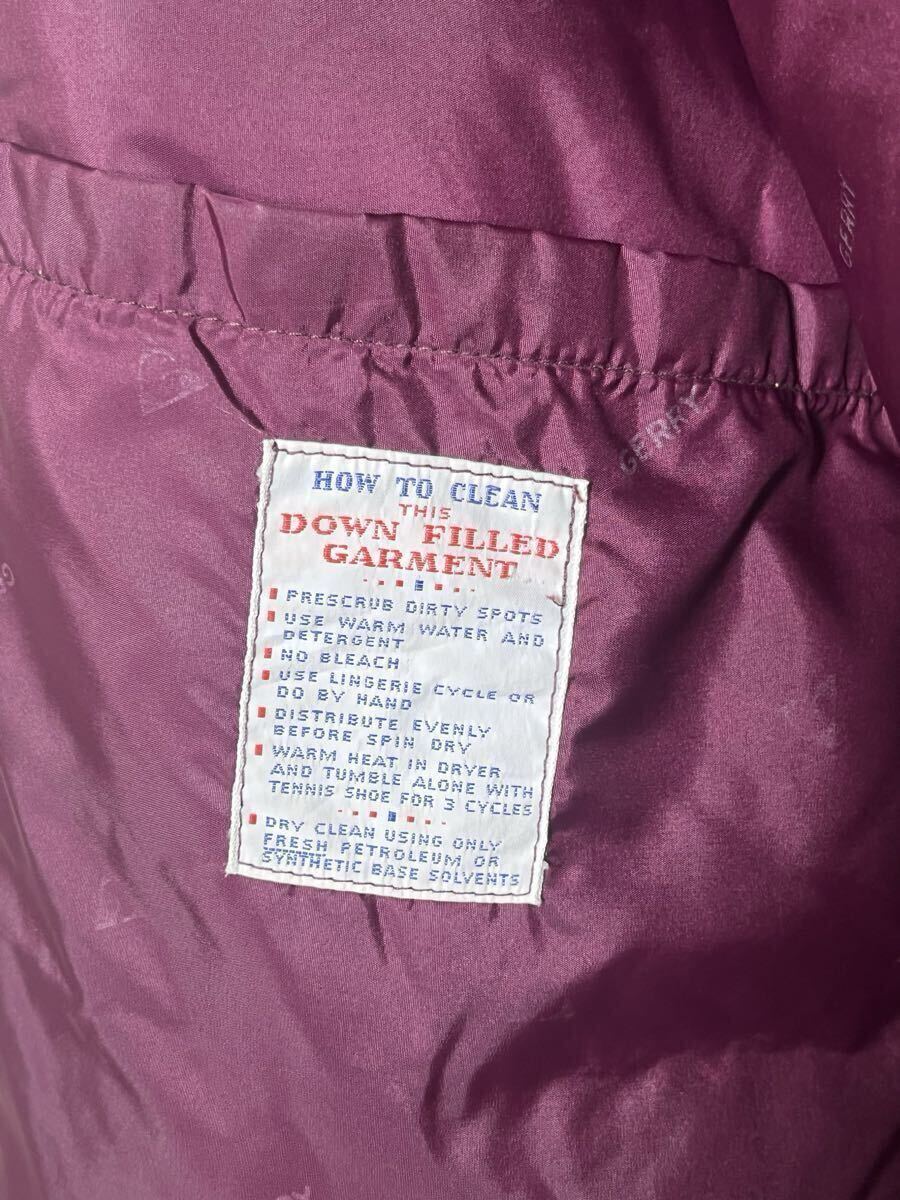 GERRY
GERRY
HOW TO CLEAN
THIS
DOWN FILLED
GARMENT
PRESCRUB DIRTY SPOTS
USE WARM WATER AND
DETERGENT
NO BLEACH
USE LINGERIE CYCLE OR
DO BY HAND
DISTRIBUTE EVENLY
BEFORE SPIN DRY
WARM HEAT IN DRYER
AND TUMBLE ALONE WITH
TENNIS SHOE FOR 3 CYCLES
DRY CLEAN USING ONLY
FRESH PETROLEUM OR
SYNTHETIC BASE SOLVENTS